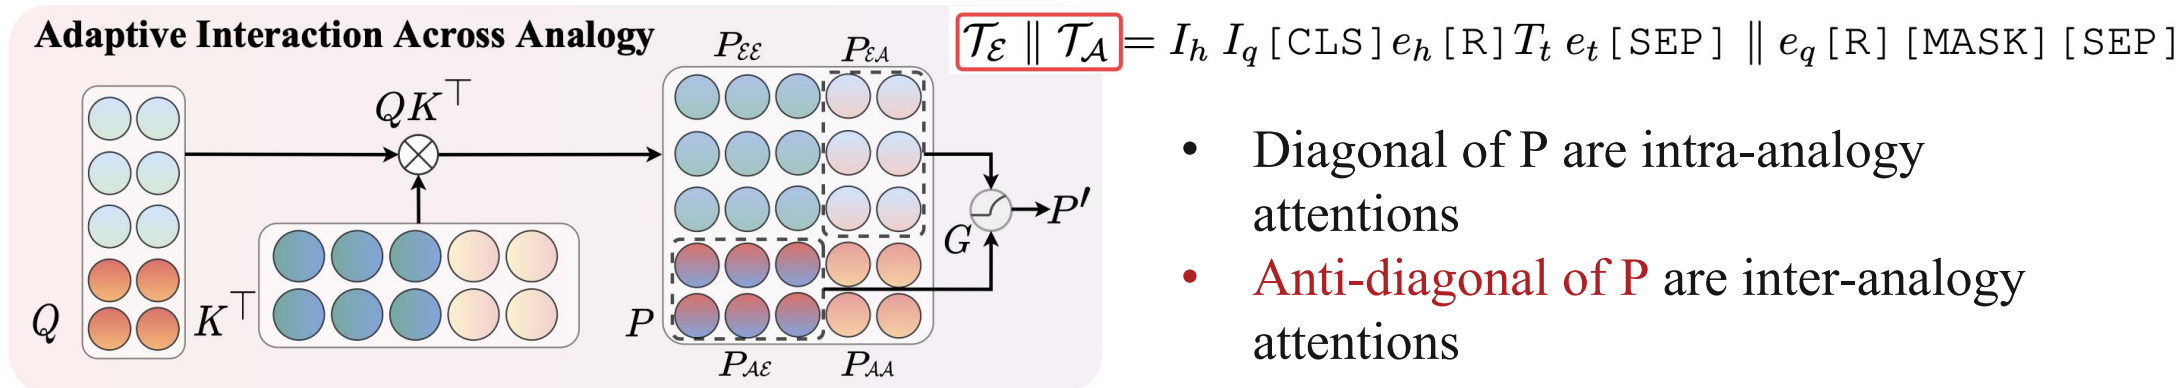 Adaptive Interaction Across Analogy
P_{ℰℰ}
P_{ℰ𝒜}
𝒯_ℰ ∥ 𝒯_𝒜 = I_h I_q [CLS] e_h [R] T_t e_t [SEP] ∥ e_q [R] [MASK] [SEP]
QK^⊤
G
P′
Q
K^⊤
P
P_{𝒜ℰ}
P_{𝒜𝒜}
• Diagonal of P are intra-analogy
attentions
• Anti-diagonal of P are inter-analogy
attentions